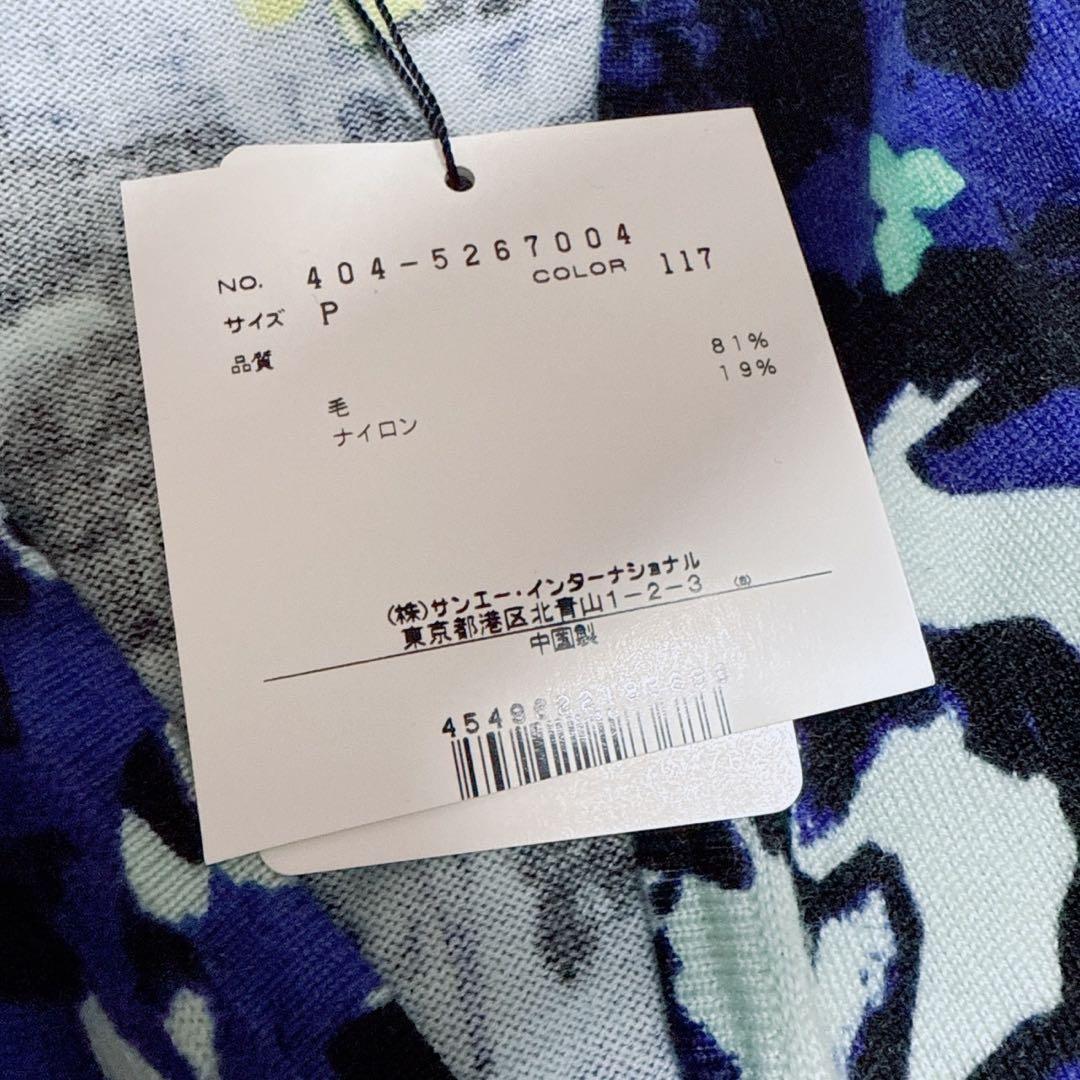 NO. 404-5267004
COLOR 117
サイズ P
品質
81%
19%
毛
ナイロン
(株)サンエー・インターナショナル
東京都港区北青山1-2-3
中国製